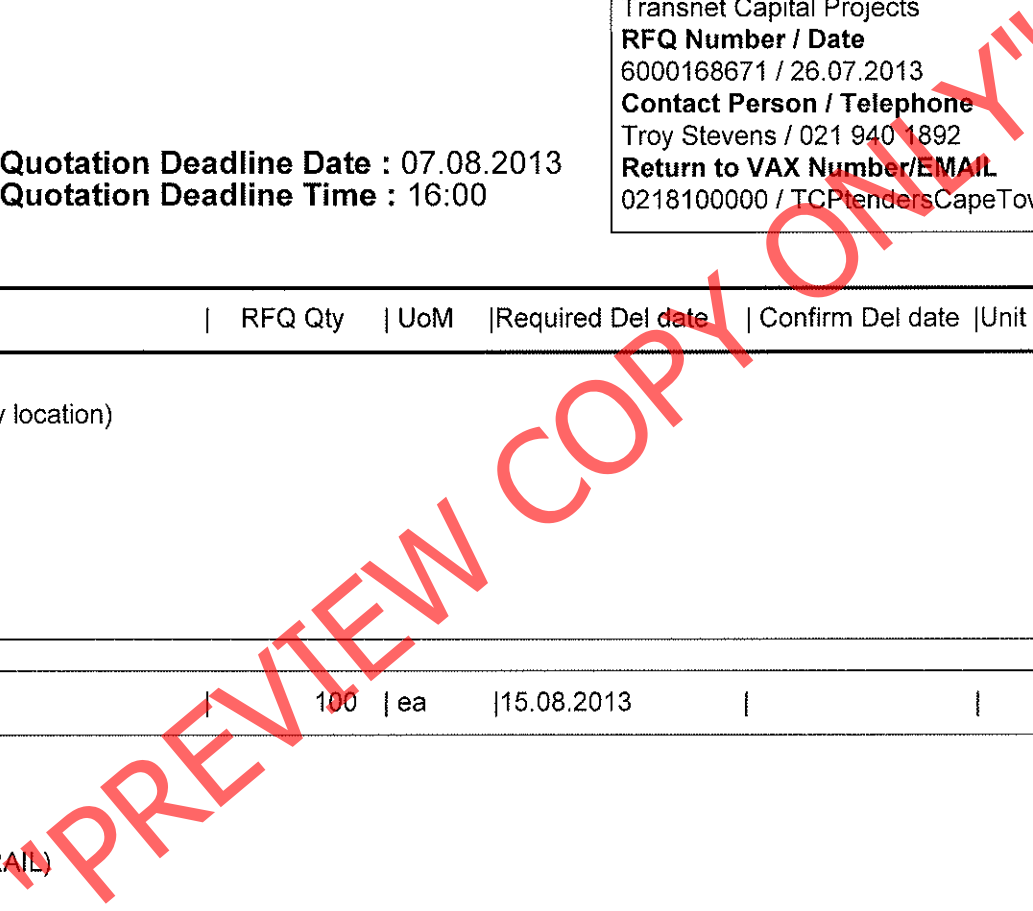 Transnet Capital Projects
RFQ Number / Date
6000168671 / 26.07.2013
Contact Person / Telephone
Troy Stevens / 021 940 1892
Quotation Deadline Date : 07.08.2013
Return to VAX Number/EMAIL
Quotation Deadline Time : 16:00
0218100000 / TCPtendersCapeTov
| RFQ Qty | UoM |Required Del date | Confirm Del date |Unit
location)
| 100 | ea |15.08.2013 | |
AIL)
"PREVIEW COPY ONLY"